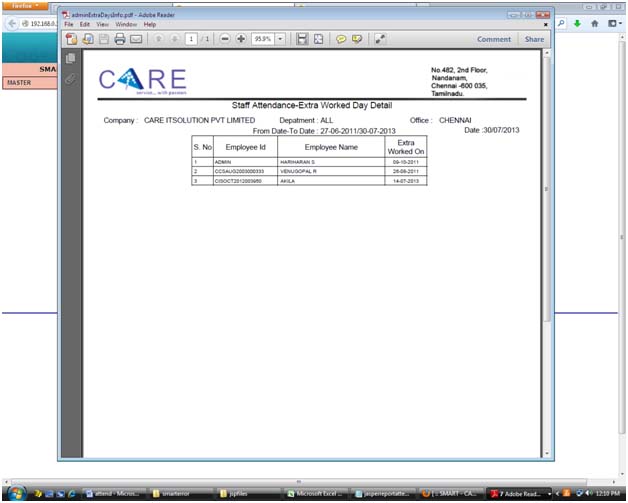 Firefox
adminExtraDaysInfo.pdf - Adobe Reader
File Edit View Window Help
192.168.0.
1 / 1 95.9% Comment Share
SMA
MASTER
CARE
service... with passion
No.482, 2nd Floor,
Nandanam,
Chennai -600 035,
Tamilnadu.
Staff Attendance-Extra Worked Day Detail
Company : CARE ITSOLUTION PVT LIMITED Depatment : ALL Office : CHENNAI
From Date-To Date : 27-06-2011/30-07-2013 Date :30/07/2013
S. No Employee Id Employee Name Extra Worked On
1 ADMIN HARIHARAN S 09-10-2011
2 CCSAUG2003000333 VENUGOPAL R 26-08-2011
3 CISOCT2012003950 AKILA 14-07-2013
attend - Micros... smarterror jspfiles Microsoft Excel ... jasperreportatte... :: SMART - CA... 7 Adobe Read... 12:10 PM